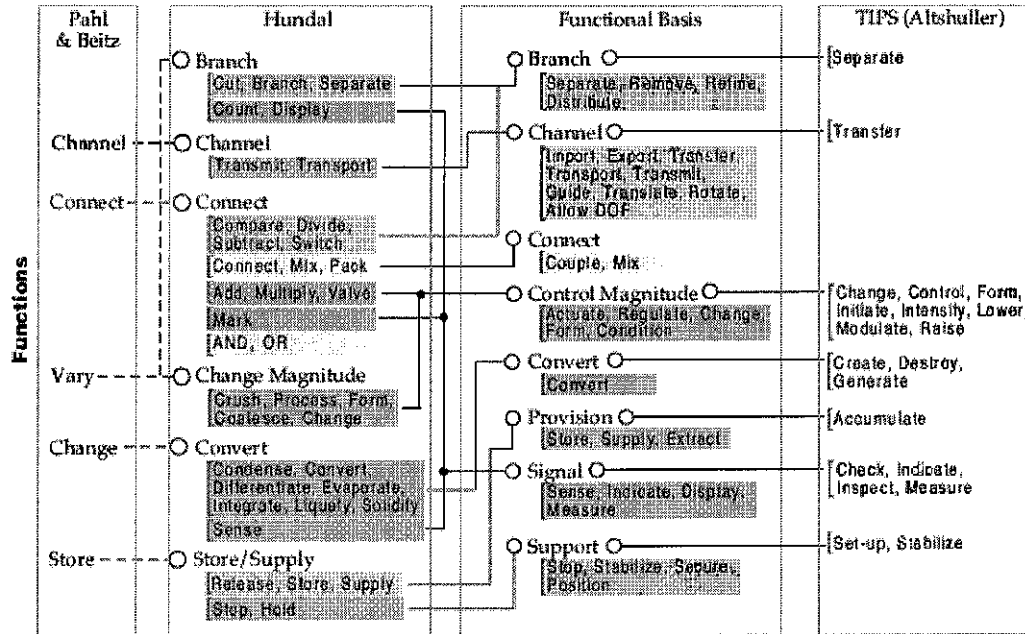 Pahl
& Beitz
Hundal
Functional Basis
TIPS (Altshuller)
Functions
Channel
Connect
Vary
Change
Store
Branch
Cut, Branch, Separate
Count, Display
Channel
Transmit, Transport
Connect
Compare, Divide,
Subtract, Switch
Connect, Mix, Pack
Add, Multiply, Valve
Mark
AND, OR
Change Magnitude
Crush, Process, Form,
Coalesce, Change
Convert
Condense, Convert,
Differentiate, Evaporate,
Integrate, Liquefy, Solidify
Sense
Store/Supply
Release, Store, Supply
Stop, Hold
Branch
Separate, Remove, Refine,
Distribute
Channel
Import, Export, Transfer,
Transport, Transmit,
Guide, Translate, Rotate,
Allow DOF
Connect
Couple, Mix
Control Magnitude
Actuate, Regulate, Change,
Form, Condition
Convert
Convert
Provision
Store, Supply, Extract
Signal
Sense, Indicate, Display,
Measure
Support
Stop, Stabilize, Secure,
Position
Separate
Transfer
Change, Control, Form,
Initiate, Intensity, Lower,
Modulate, Raise
Create, Destroy,
Generate
Accumulate
Check, Indicate,
Inspect, Measure
Set-up, Stabilize